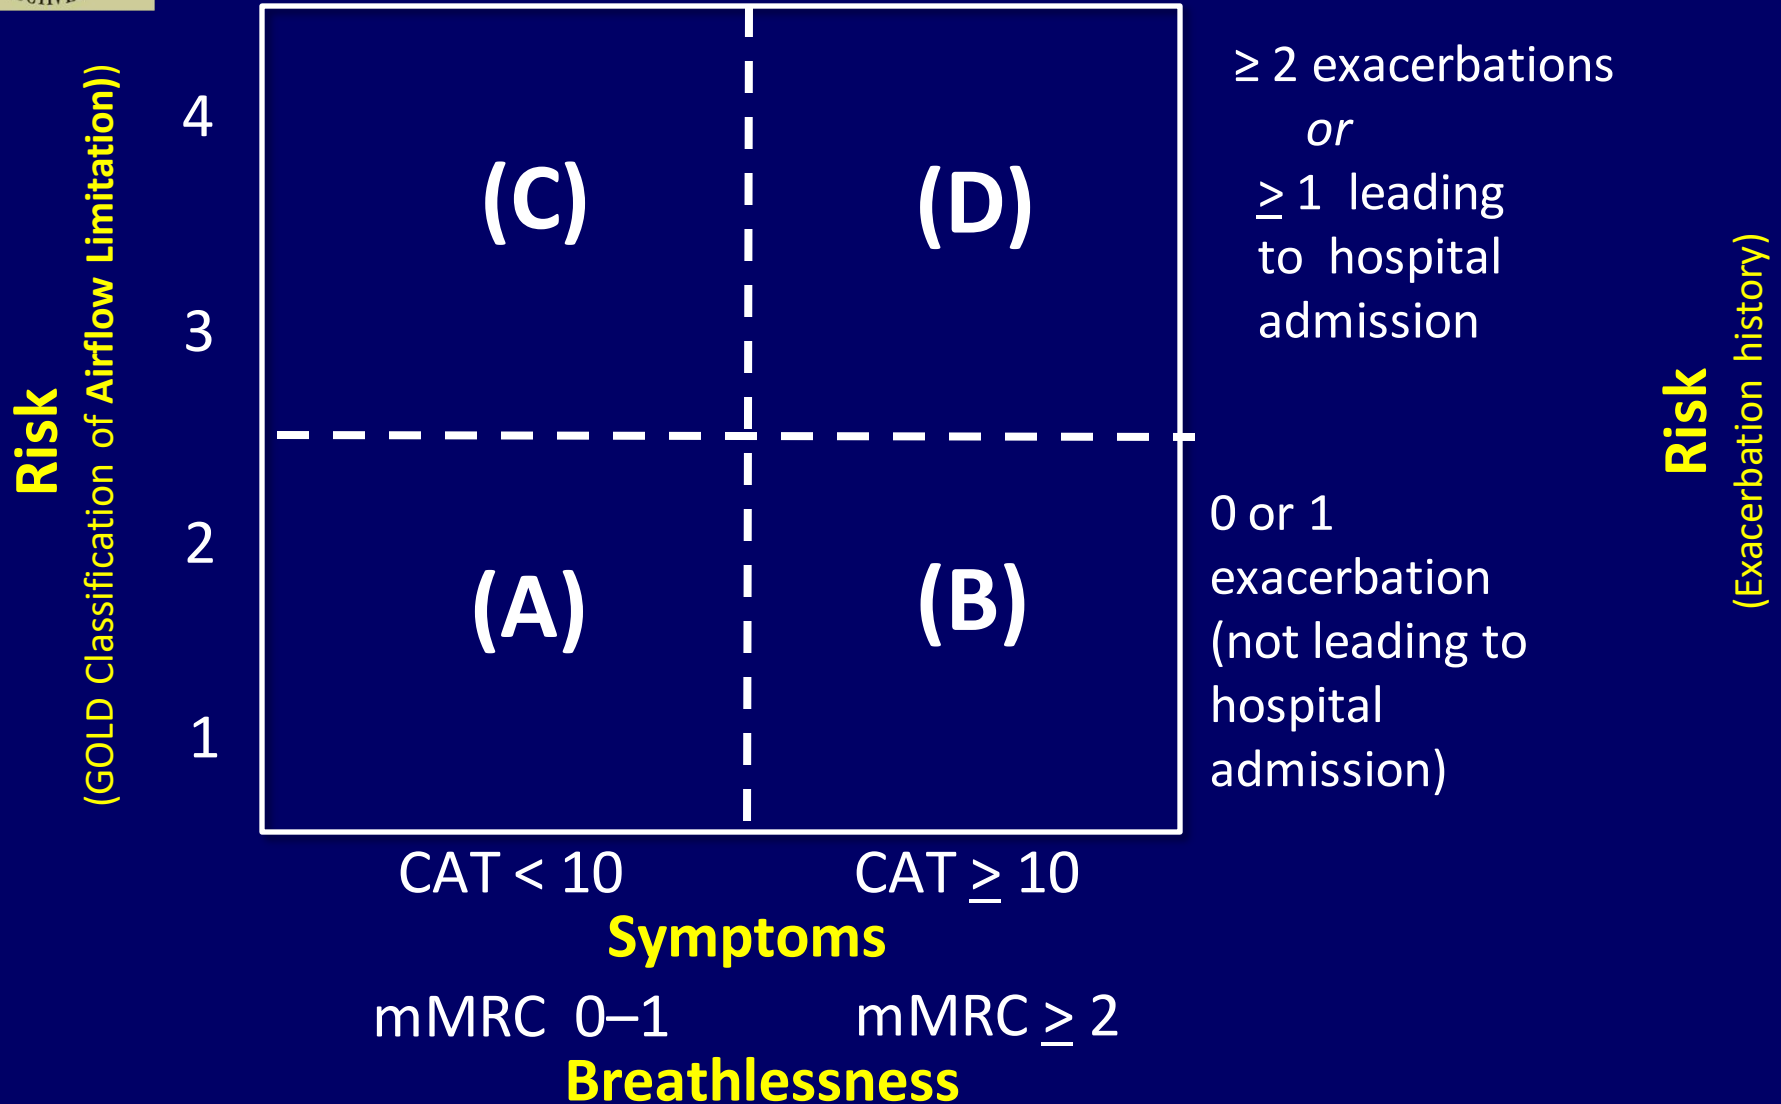 Risk
(GOLD Classification of Airflow Limitation))
4
3
2
1
(C)
(D)
(A)
(B)
≥ 2 exacerbations
or
≥ 1 leading
to hospital
admission
0 or 1
exacerbation
(not leading to
hospital
admission)
Risk
(Exacerbation history)
CAT < 10
CAT ≥ 10
Symptoms
mMRC 0–1
mMRC ≥ 2
Breathlessness